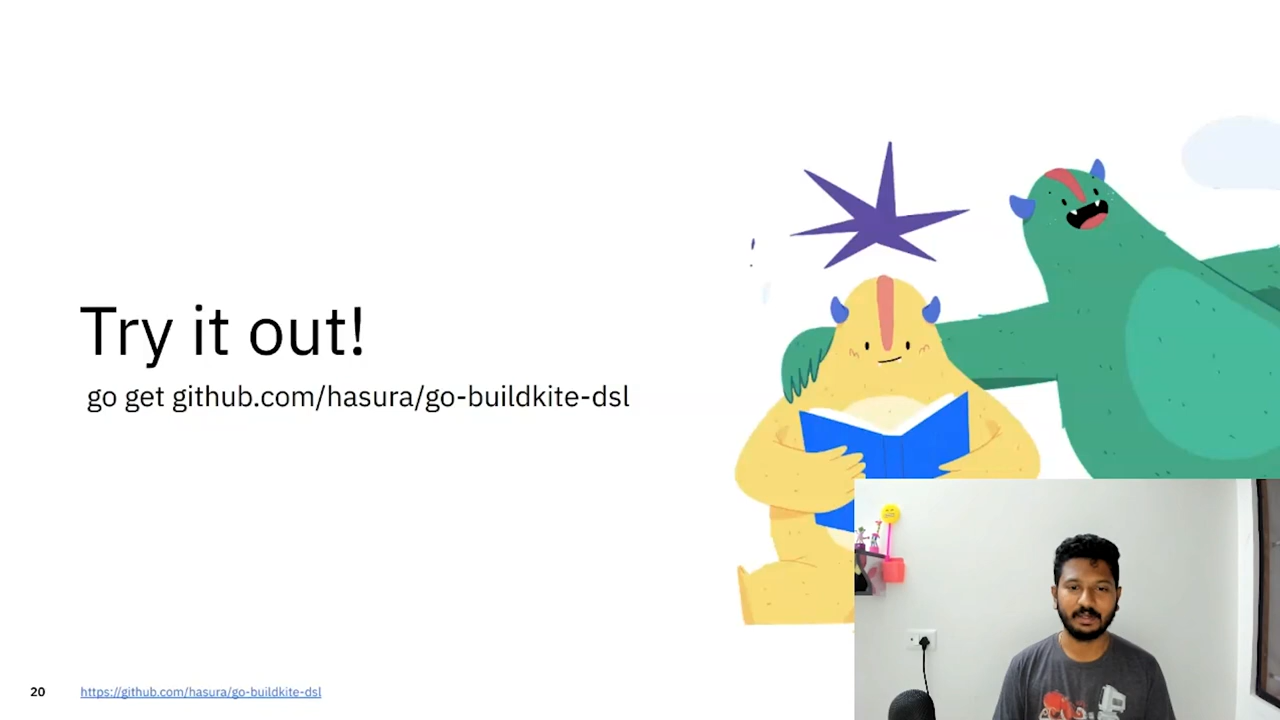 Try it out!
go get github.com/hasura/go-buildkite-dsl
20
https://github.com/hasura/go-buildkite-dsl